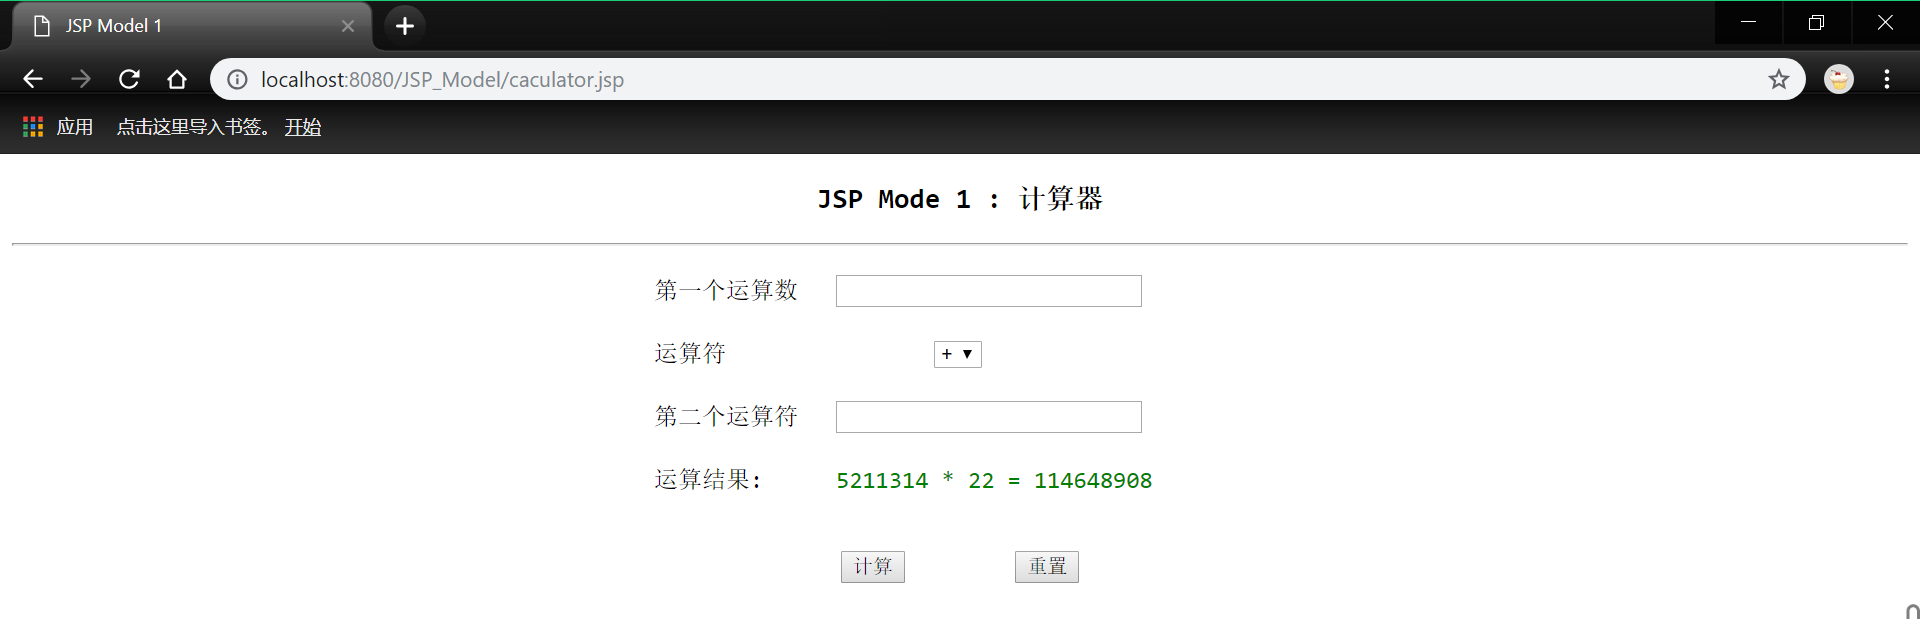 JSP Model 1
localhost:8080/JSP_Model/caculator.jsp
应用 点击这里导入书签。 开始
JSP Mode 1 : 计算器
第一个运算数
运算符 +
第二个运算符
运算结果: 5211314 * 22 = 114648908
计算 重置